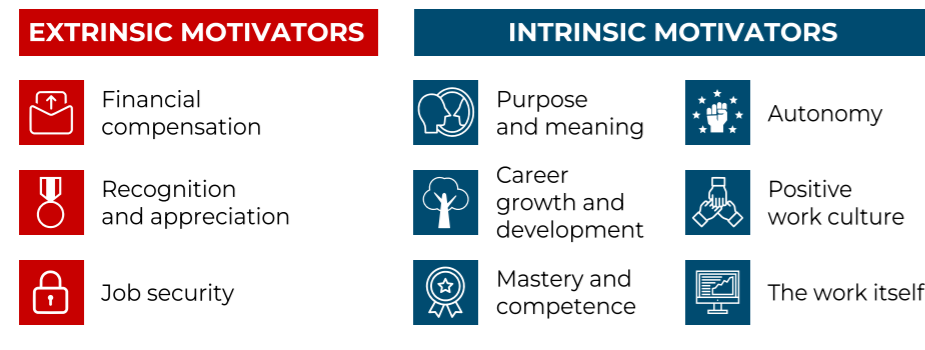 EXTRINSIC MOTIVATORS
Financial
compensation
Recognition
and appreciation
Job security
INTRINSIC MOTIVATORS
Purpose
and meaning
Career
growth and
development
Mastery and
competence
Autonomy
Positive
work culture
The work itself